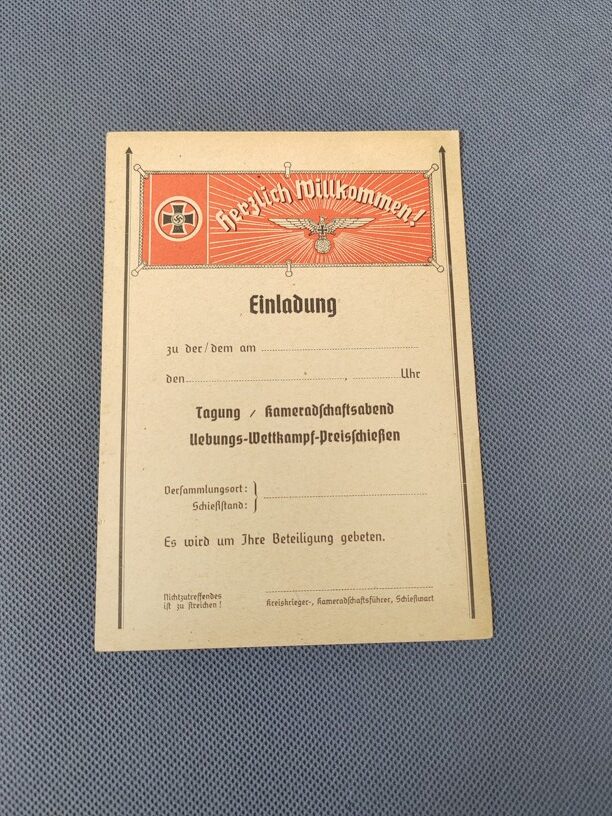 Herzlich Willkommen!
Einladung
zu der/dem am
den Uhr
Tagung / Kameradschaftsabend
Uebungs-Wettkampf-Preisschießen
Versammlungsort:
Schießstand:
Es wird um Ihre Beteiligung gebeten.
Nichtzutreffendes
ist zu streichen!
Kreiskrieger-, Kameradschaftsführer, Schießwart